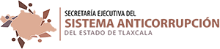 SECRETARÍA EJECUTIVA DEL
SISTEMA ANTICORRUPCIÓN
DEL ESTADO DE TLAXCALA